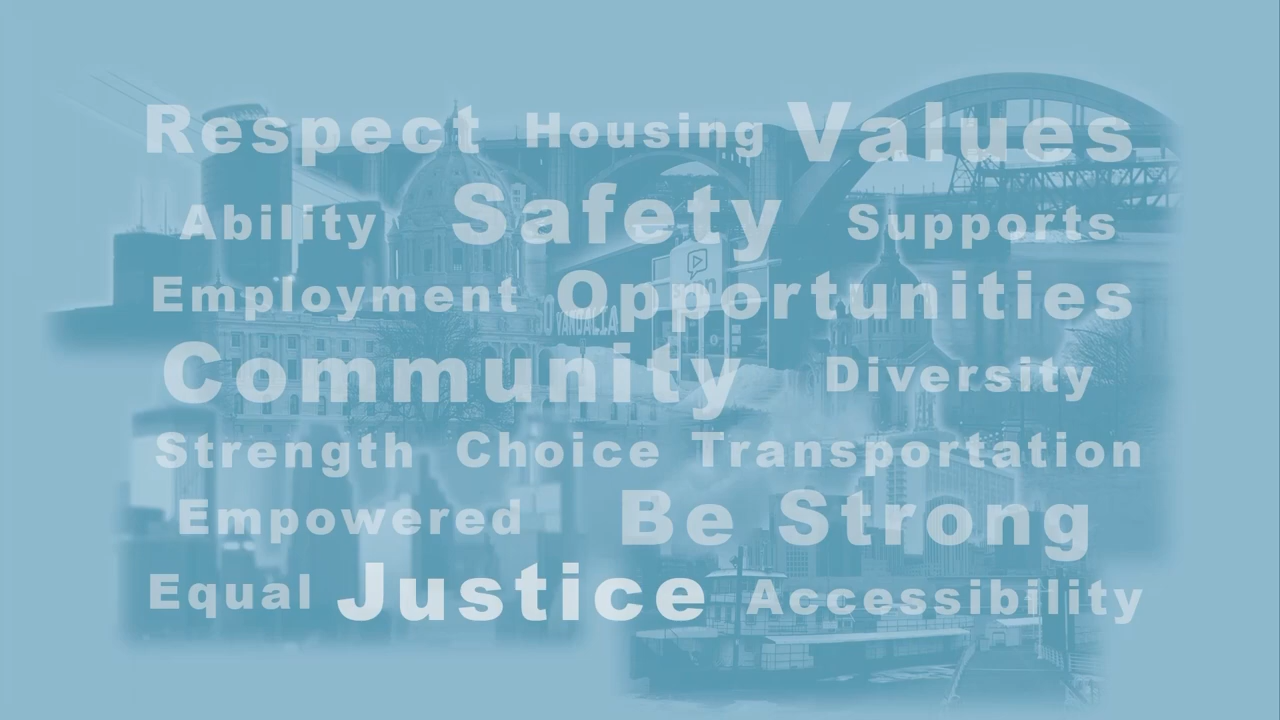 Respect Housing Values
Ability Safety Supports
Employment Opportunities
VANDALIA
Community Diversity
Strength Choice Transportation
Empowered Be Strong
Equal Justice Accessibility